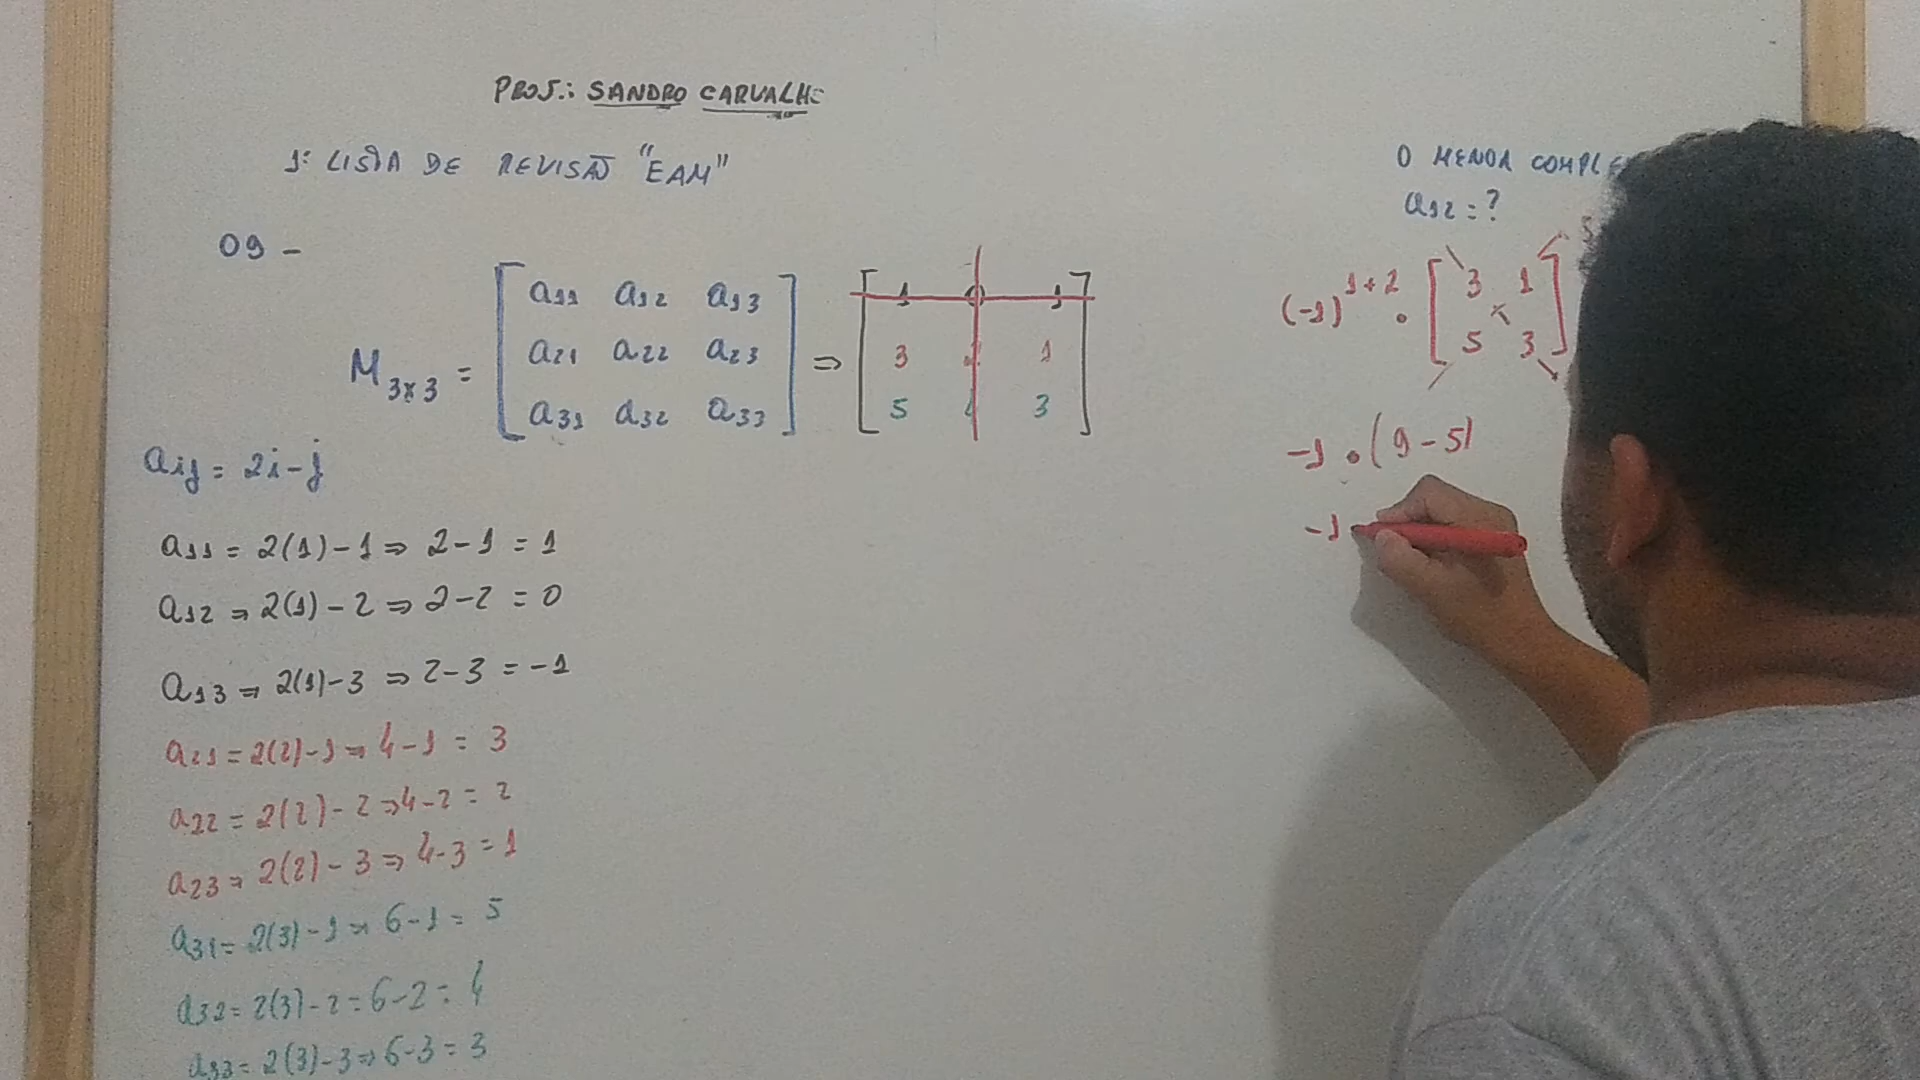 PROF.: SANDRO CARVALHO
1ª LISTA DE REVISÃO "EAM"
09 -
M3x3 = [ a11 a12 a13
a21 a22 a23
a31 a32 a33 ] ⇒ [ 1 0 1
3 1
5 3 ]
aij = 2i-j
a11 = 2(1)-1 ⇒ 2-1 = 1
a12 ⇒ 2(1)-2 ⇒ 2-2 = 0
a13 ⇒ 2(1)-3 ⇒ 2-3 = -1
a21 = 2(2)-1 ⇒ 4-1 = 3
a22 = 2(2)-2 ⇒ 4-2 = 2
a23 ⇒ 2(2)-3 ⇒ 4-3 = 1
a31 = 2(3)-1 ⇒ 6-1 = 5
a32 = 2(3)-2 = 6-2 = 4
a33 = 2(3)-3 ⇒ 6-3 = 3
O MENOR COMPLE
a12 = ?
(-1)^1+2 . [ 3 1
5 3 ]
-1 . (9-5)
-1